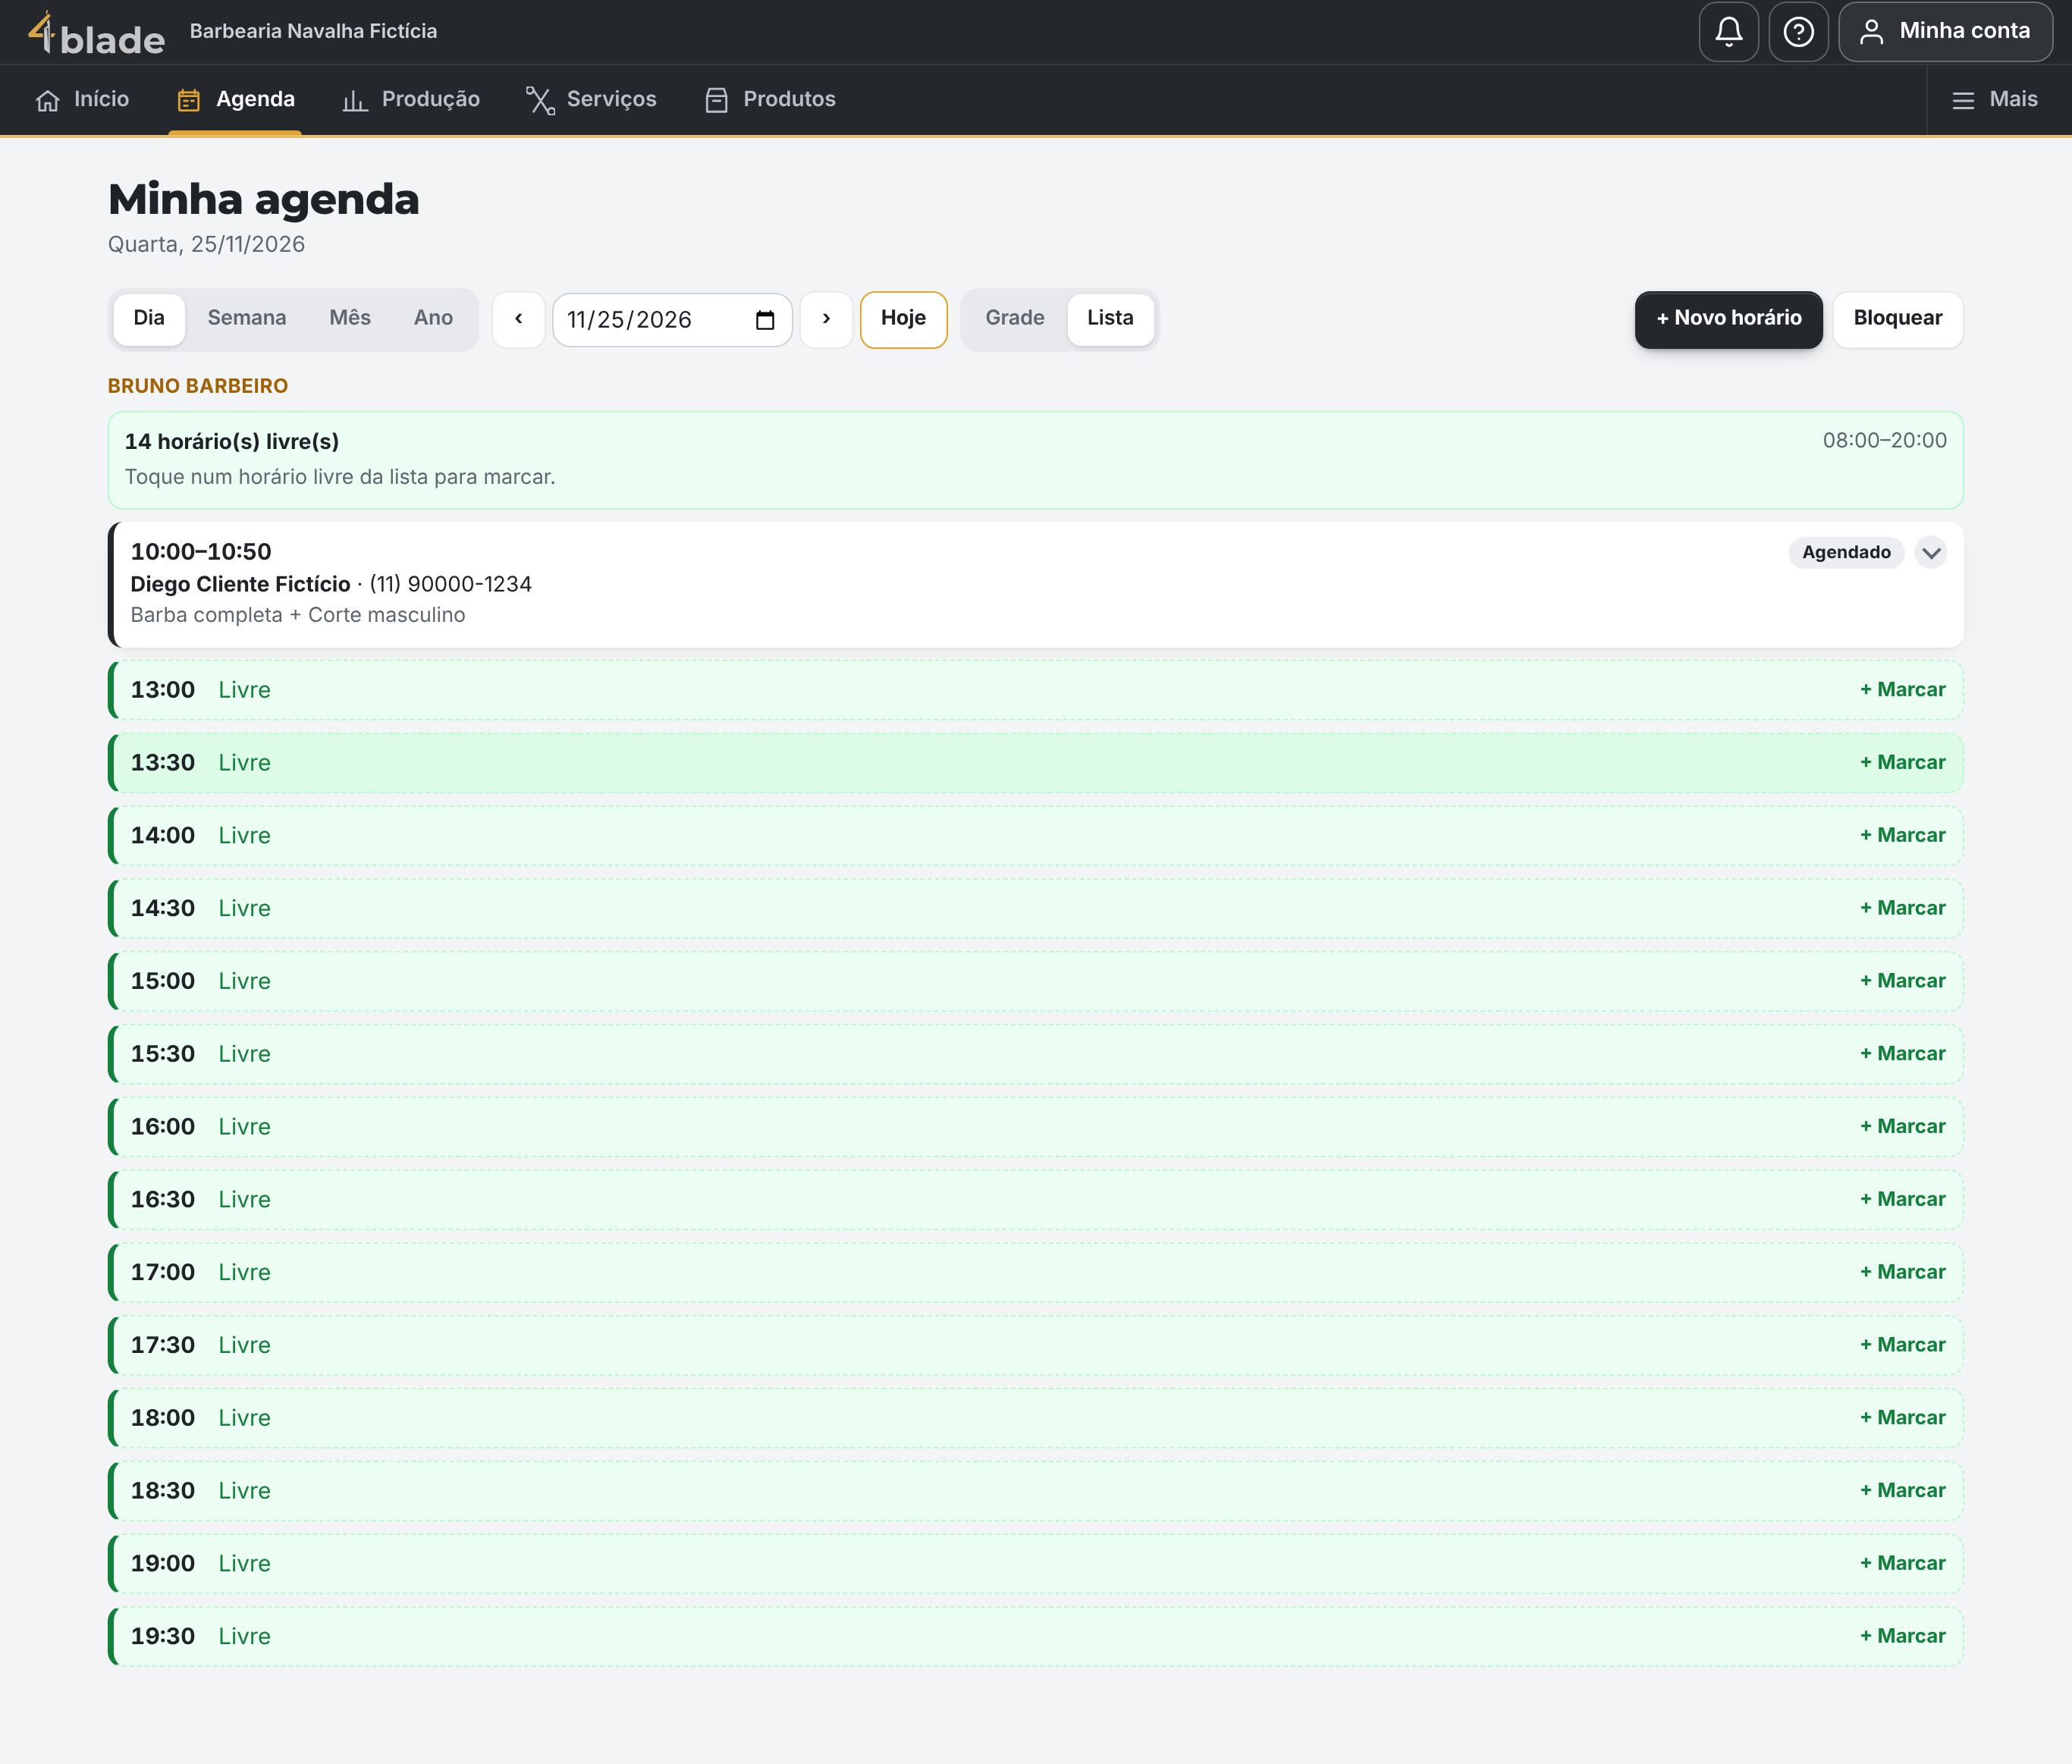 4blade Barbearia Navalha Fictícia Minha conta
Início Agenda Produção Serviços Produtos Mais
Minha agenda
Quarta, 25/11/2026
Dia Semana Mês Ano ‹ 11/25/2026 › Hoje Grade Lista + Novo horário Bloquear
BRUNO BARBEIRO
14 horário(s) livre(s) 08:00–20:00
Toque num horário livre da lista para marcar.
10:00–10:50 Agendado
Diego Cliente Fictício · (11) 90000-1234
Barba completa + Corte masculino
13:00 Livre + Marcar
13:30 Livre + Marcar
14:00 Livre + Marcar
14:30 Livre + Marcar
15:00 Livre + Marcar
15:30 Livre + Marcar
16:00 Livre + Marcar
16:30 Livre + Marcar
17:00 Livre + Marcar
17:30 Livre + Marcar
18:00 Livre + Marcar
18:30 Livre + Marcar
19:00 Livre + Marcar
19:30 Livre + Marcar